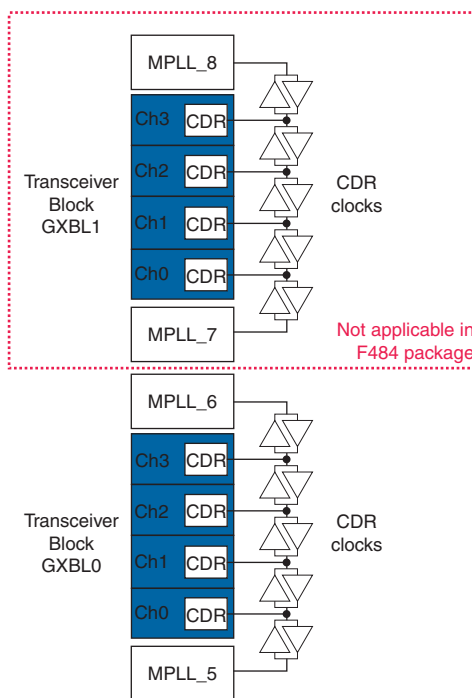 MPLL_8
Ch3 CDR
Ch2 CDR
Ch1 CDR
Ch0 CDR
Transceiver
Block
GXBL1
CDR
clocks
MPLL_7
Not applicable in
F484 package
MPLL_6
Ch3 CDR
Ch2 CDR
Ch1 CDR
Ch0 CDR
Transceiver
Block
GXBL0
CDR
clocks
MPLL_5